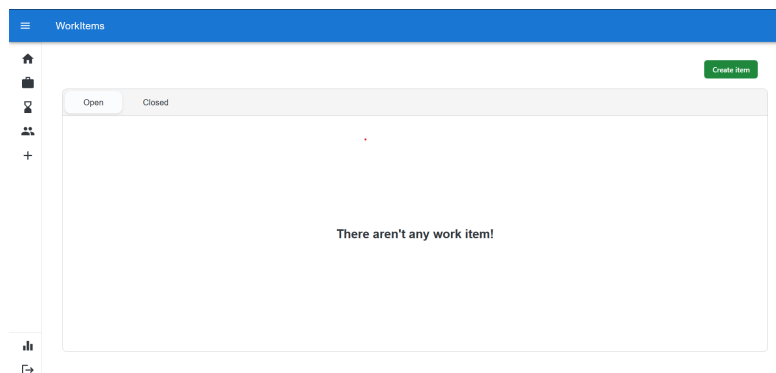 WorkItems
Create item
Open
Closed
There aren't any work item!